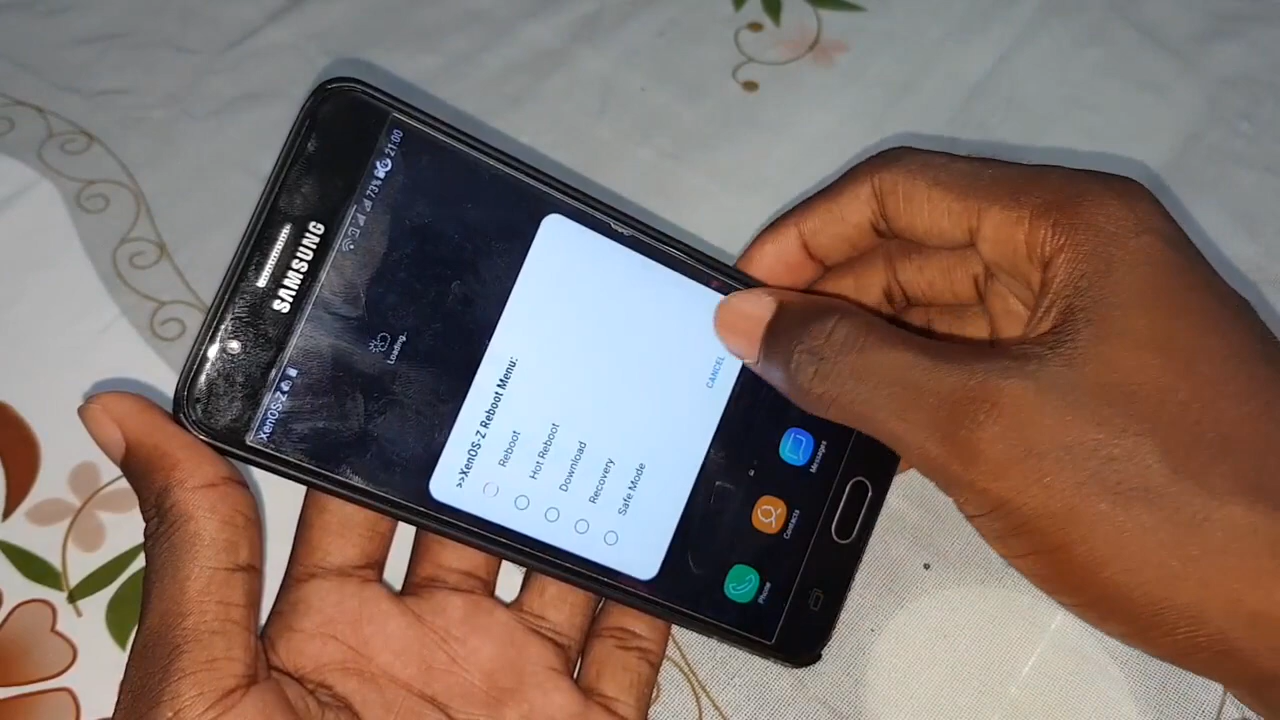 SAMSUNG
XenOS-Z
73%
21:00
Loading..
>>XenOS-Z Reboot Menu:
Reboot
Hot Reboot
Download
Recovery
Safe Mode
CANCEL
Phone
Contacts
Messages